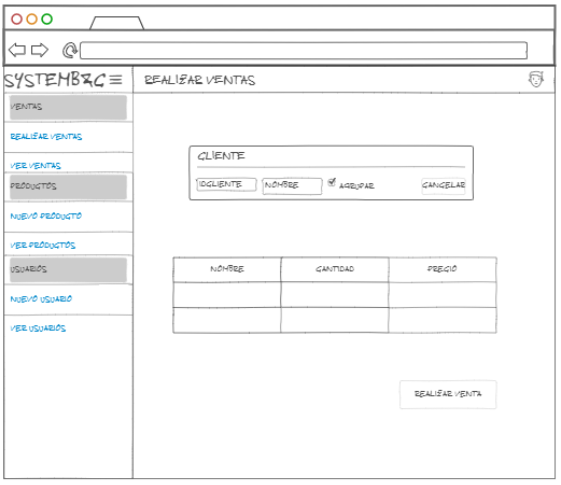 SYSTEMB&C
REALIZAR VENTAS
VENTAS
REALIZAR VENTAS
VER VENTAS
PRODUCTOS
NUEVO PRODUCTO
VER PRODUCTOS
USUARIOS
NUEVO USUARIO
VER USUARIOS
CLIENTE
IDCLIENTE NOMBRE AGRUPAR CANCELAR
NOMBRE CANTIDAD PRECIO
REALIZAR VENTA